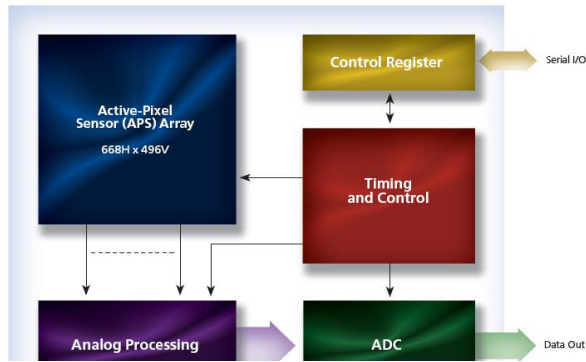 Active-Pixel
Sensor (APS) Array
668H x 496V
Control Register
Serial I/O
Timing
and Control
Analog Processing
ADC
Data Out